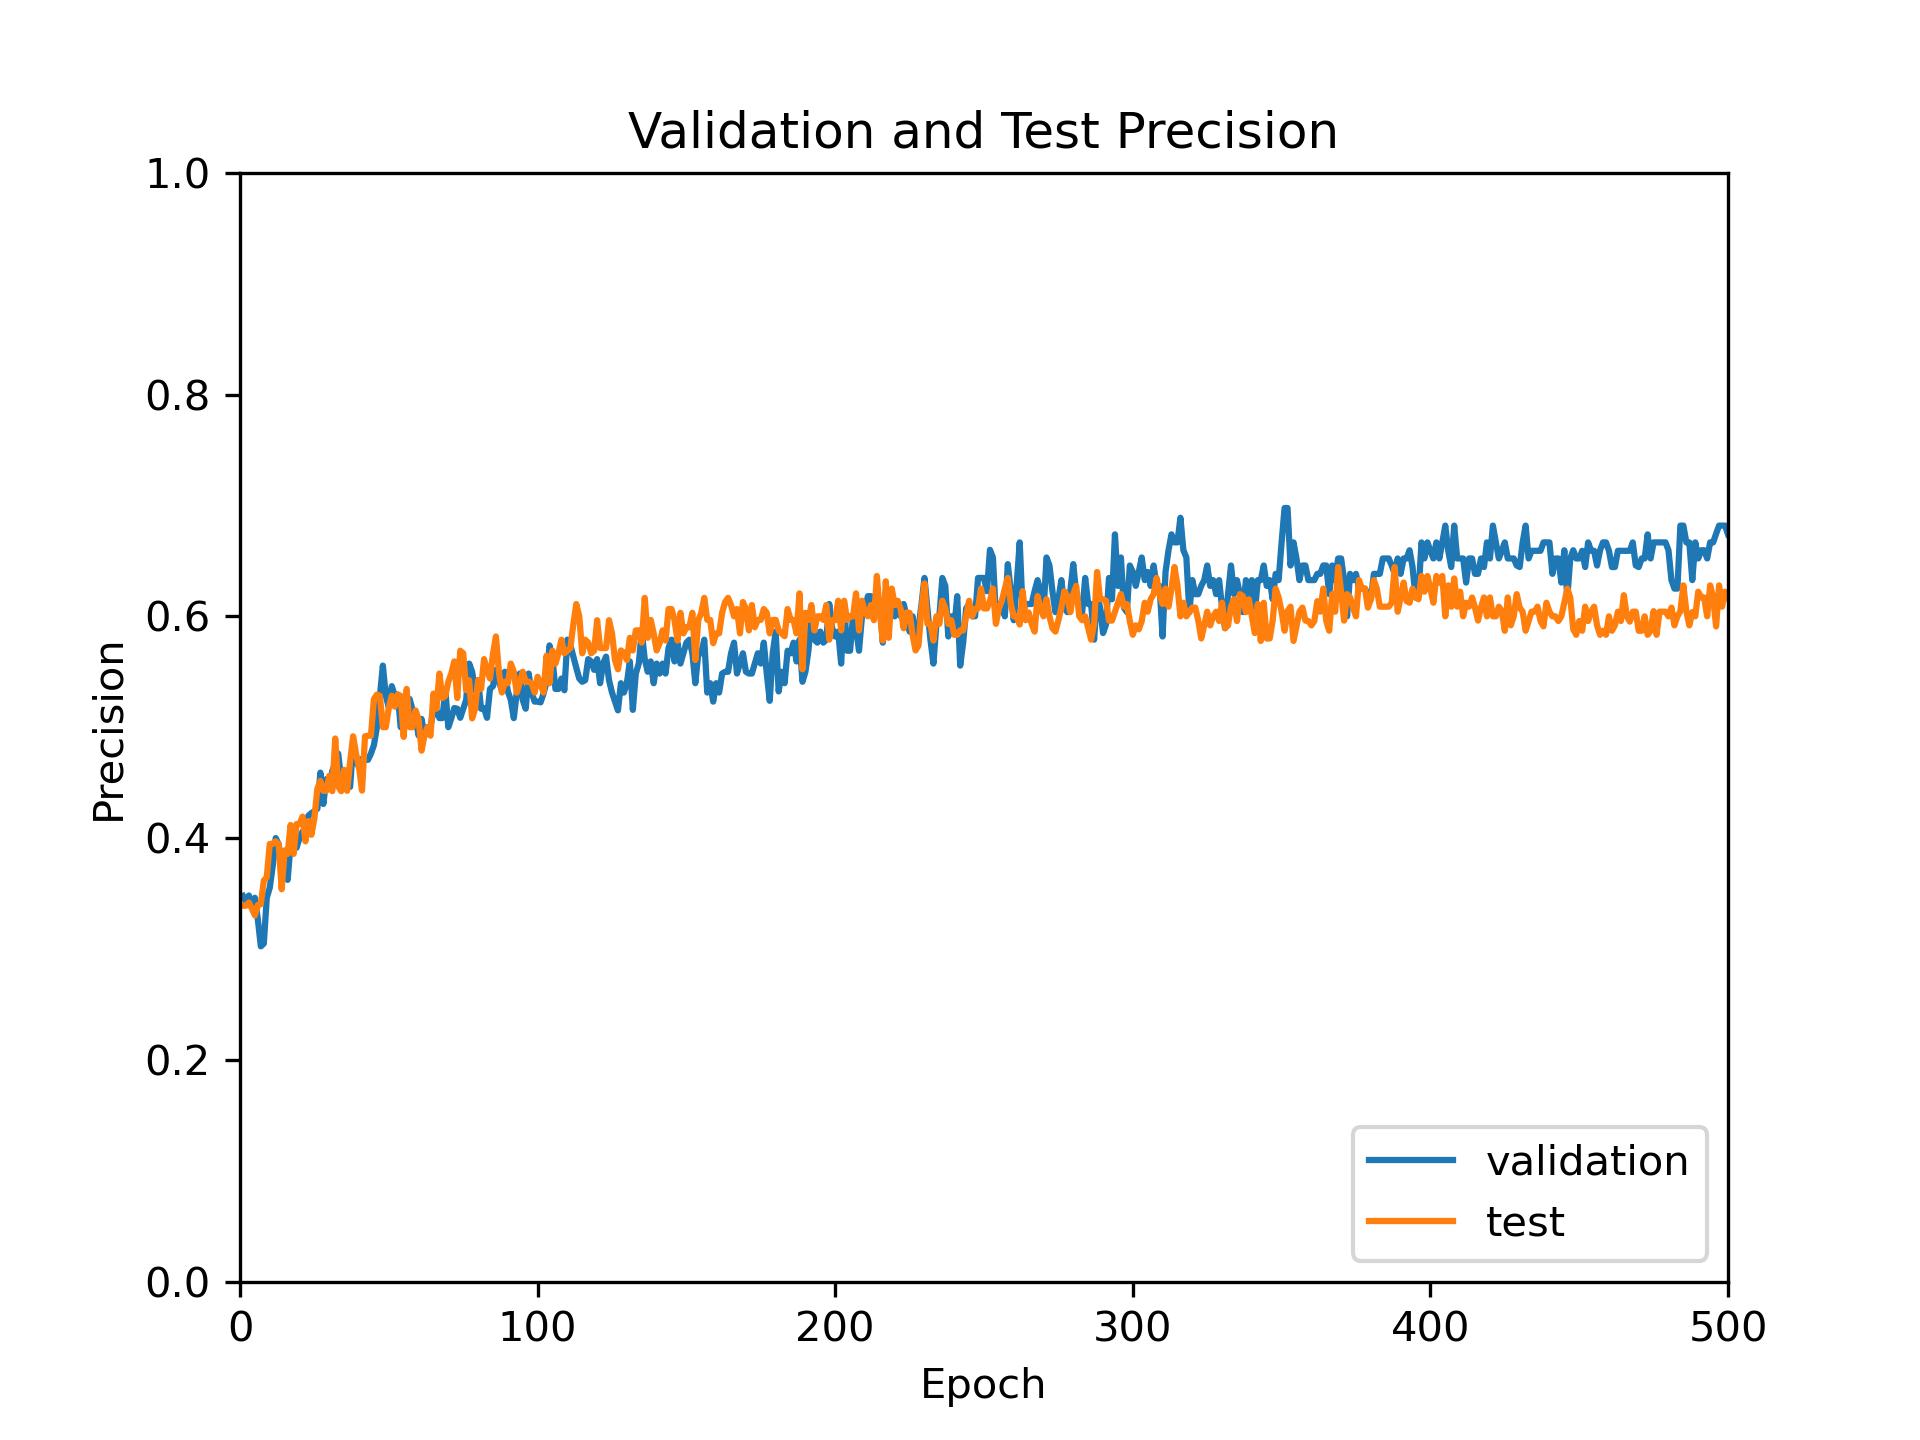 Validation and Test Precision
1.0
0.8
0.6
0.4
0.2
0.0
Precision
0 100 200 300 400 500
Epoch
validation
test